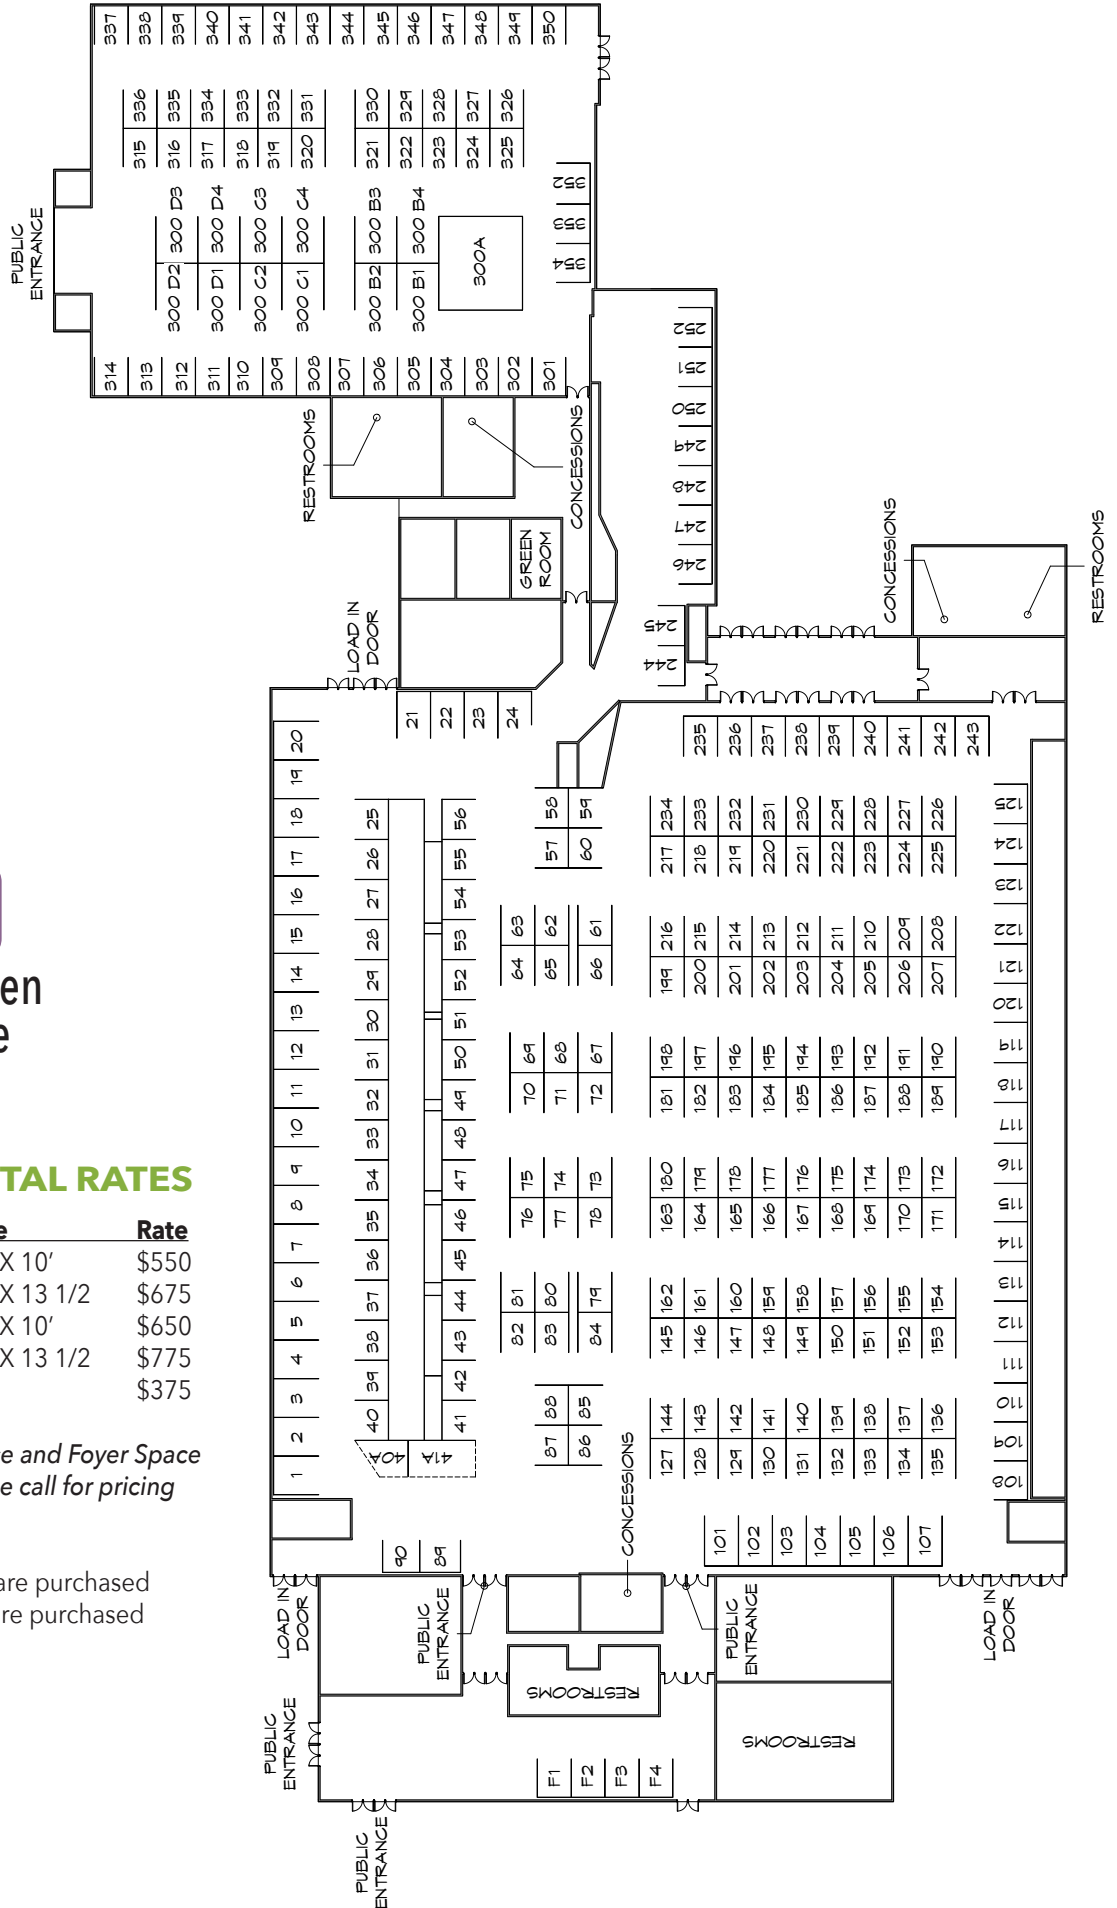 337 338 339 340 341 342 343 344 345 346 347 348 349 350
336 335 334 333 332 331 330 329 328 327 326
315 316 317 318 319 320 321 322 323 324 325
352
353
354
300 D3 300 D4 300 C3 300 C4 300 B3 300 B4
300 D2 300 D1 300 C2 300 C1 300 B2 300 B1
300A
PUBLIC
ENTRANCE
314 313 312 311 310 309 308 307 306 305 304 303 302 301
RESTROOMS
CONCESSIONS
GREEN
ROOM
252
251
250
249
248
247
246
245
244
CONCESSIONS
RESTROOMS
LOAD IN
DOOR
21 22 23 24
20
19
18
17
16
15
14
13
12
11
10
9
8
7
6
5
4
3
2
1
25
26
27
28
29
30
31
32
33
34
35
36
37
38
39
40
40A
41A
56
55
54
53
52
51
50
49
48
47
46
45
44
43
42
41
58 59
57 60
63 62 61
64 65 66
69 68 67
70 71 72
75 74 73
76 77 78
81 80 79
82 83 84
88 85
87 86
235 236 237 238 239 240 241 242 243
234 233 232 231 230 229 228 227 226
217 218 219 220 221 222 223 224 225
216 215 214 213 212 211 210 209 208
199 200 201 202 203 204 205 206 207
198 197 196 195 194 193 192 191 190
181 182 183 184 185 186 187 188 189
180 179 178 177 176 175 174 173 172
163 164 165 166 167 168 169 170 171
162 161 160 159 158 157 156 155 154
145 146 147 148 149 150 151 152 153
144 143 142 141 140 139 138 137 136
127 128 129 130 131 132 133 134 135
125
124
123
122
121
120
119
118
117
116
115
114
113
112
111
110
109
108
101 102 103 104 105 106 107
90 89
CONCESSIONS
LOAD IN
DOOR
PUBLIC
ENTRANCE
RESTROOMS
PUBLIC
ENTRANCE
LOAD IN
DOOR
PUBLIC
ENTRANCE
RESTROOMS
F1 F2 F3 F4
PUBLIC
ENTRANCE
en
e
TAL RATES
e Rate
X 10' $550
X 13 1/2 $675
X 10' $650
X 13 1/2 $775
$375
se and Foyer Space
e call for pricing
are purchased
re purchased